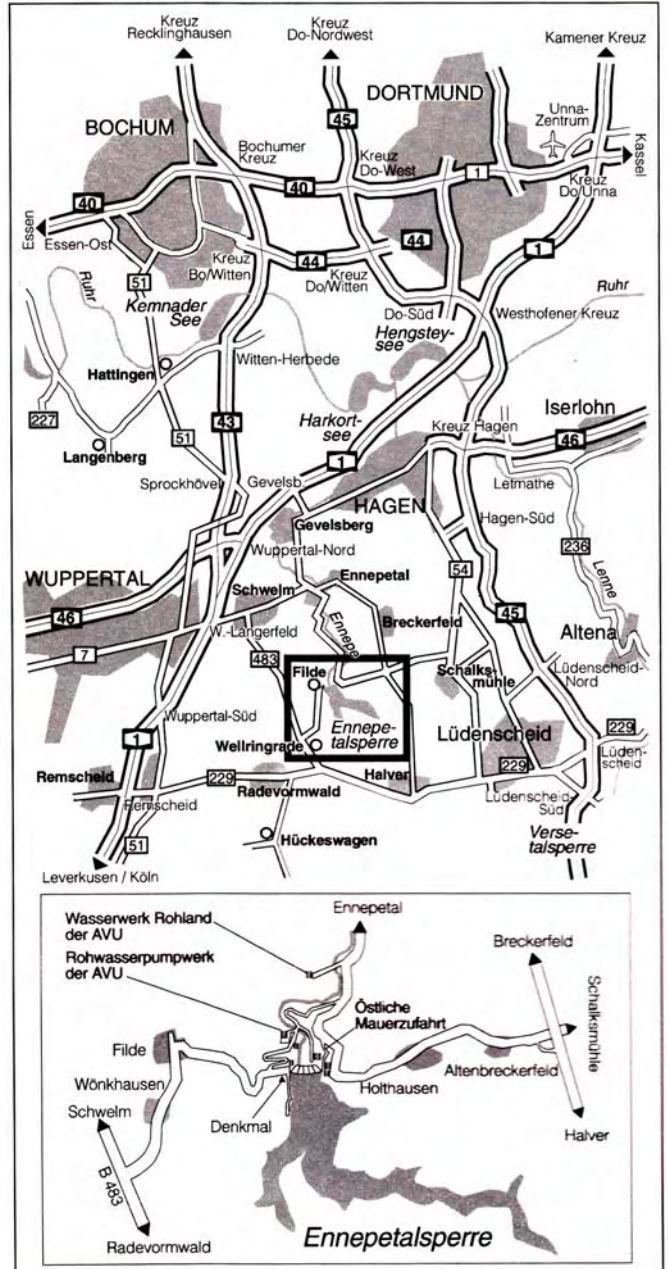 Kreuz
Recklinghausen
Kreuz
Do-Nordwest
Kamener Kreuz
DORTMUND
45
Unna-
Zentrum
BOCHUM
Bochumer
Kreuz
Kreuz
Do-West
Kassel
40
1
Kreuz
Do/Unna
40
Essen
Essen-Ost
Kreuz
Bo/Witten
44
Kreuz
Do/Witten
44
1
51
Ruhr
Kemnader
See
Do-Süd
Westhofener Kreuz
Ruhr
Hengstey-
see
Hattingen
Witten-Herbede
227
51
43
Harkort-
see
Kreuz Hagen
Iserlohn
46
Langenberg
1
Sprockhövel
Gevelsb.
HAGEN
Letmathe
Gevelsberg
Hagen-Süd
Wuppertal-Nord
236
WUPPERTAL
Schwelm
Ennepetal
54
Lenne
46
W.-Langerfeld
Ennepe
Breckerfeld
45
Altena
7
483
Filde
Schalks-
mühle
Lüdenscheid-
Nord
Wuppertal-Süd
Ennepe-
talsperre
Lüdenscheid
1
Wellringrade
229
Lüden-
scheid
Remscheid
229
Radevormwald
Halver
229
Remscheid
Lüdenscheid-
Süd
51
Hückeswagen
Verse-
talsperre
Leverkusen / Köln
Wasserwerk Rohland
der AVU
Ennepetal
Rohwasserpumpwerk
der AVU
Breckerfeld
Östliche
Mauerzufahrt
Schalksmühle
Filde
Wönkhausen
Altenbreckerfeld
Holthausen
Schwelm
Denkmal
Halver
B 483
Radevormwald
Ennepetalsperre